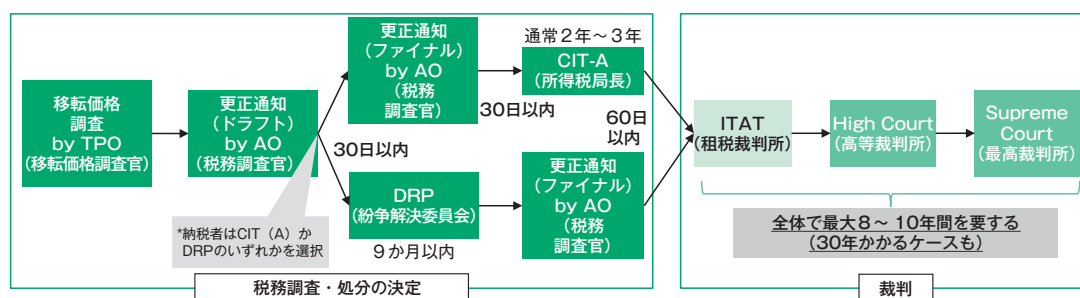 移転価格
調査
by TPO
(移転価格調査官)
更正通知
(ドラフト)
by AO
(税務調査官)
*納税者はCIT（A）か
DRPのいずれかを選択
更正通知
(ファイナル)
by AO
(税務
調査官)
30日以内
通常２年～３年
CIT-A
(所得税局長)
30日以内
DRP
(紛争解決委員会)
９か月以内
更正通知
(ファイナル)
by AO
(税務
調査官)
60日
以内
税務調査・処分の決定
ITAT
(租税裁判所)
High Court
(高等裁判所)
Supreme
Court
(最高裁判所)
全体で最大８～ 10年間を要する
(30年かかるケースも)
裁判